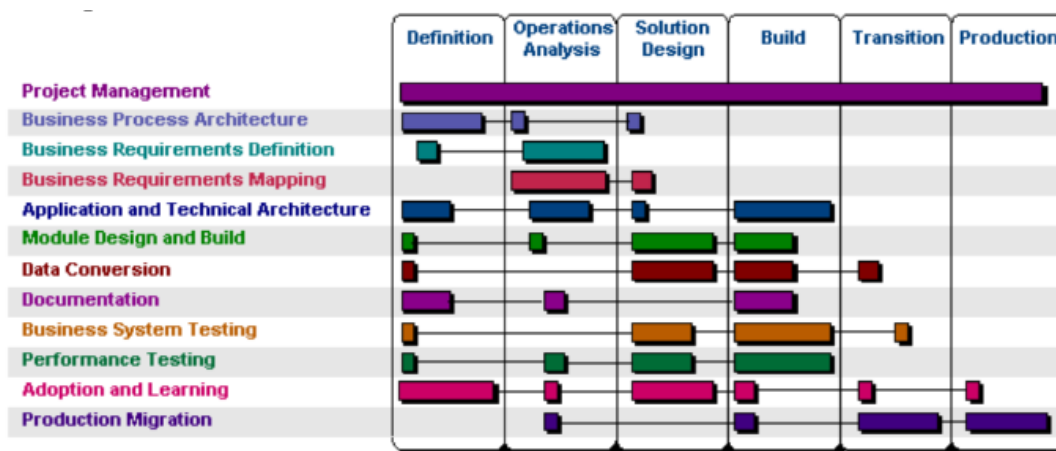 Definition
Operations
Analysis
Solution
Design
Build
Transition
Production
Project Management
Business Process Architecture
Business Requirements Definition
Business Requirements Mapping
Application and Technical Architecture
Module Design and Build
Data Conversion
Documentation
Business System Testing
Performance Testing
Adoption and Learning
Production Migration